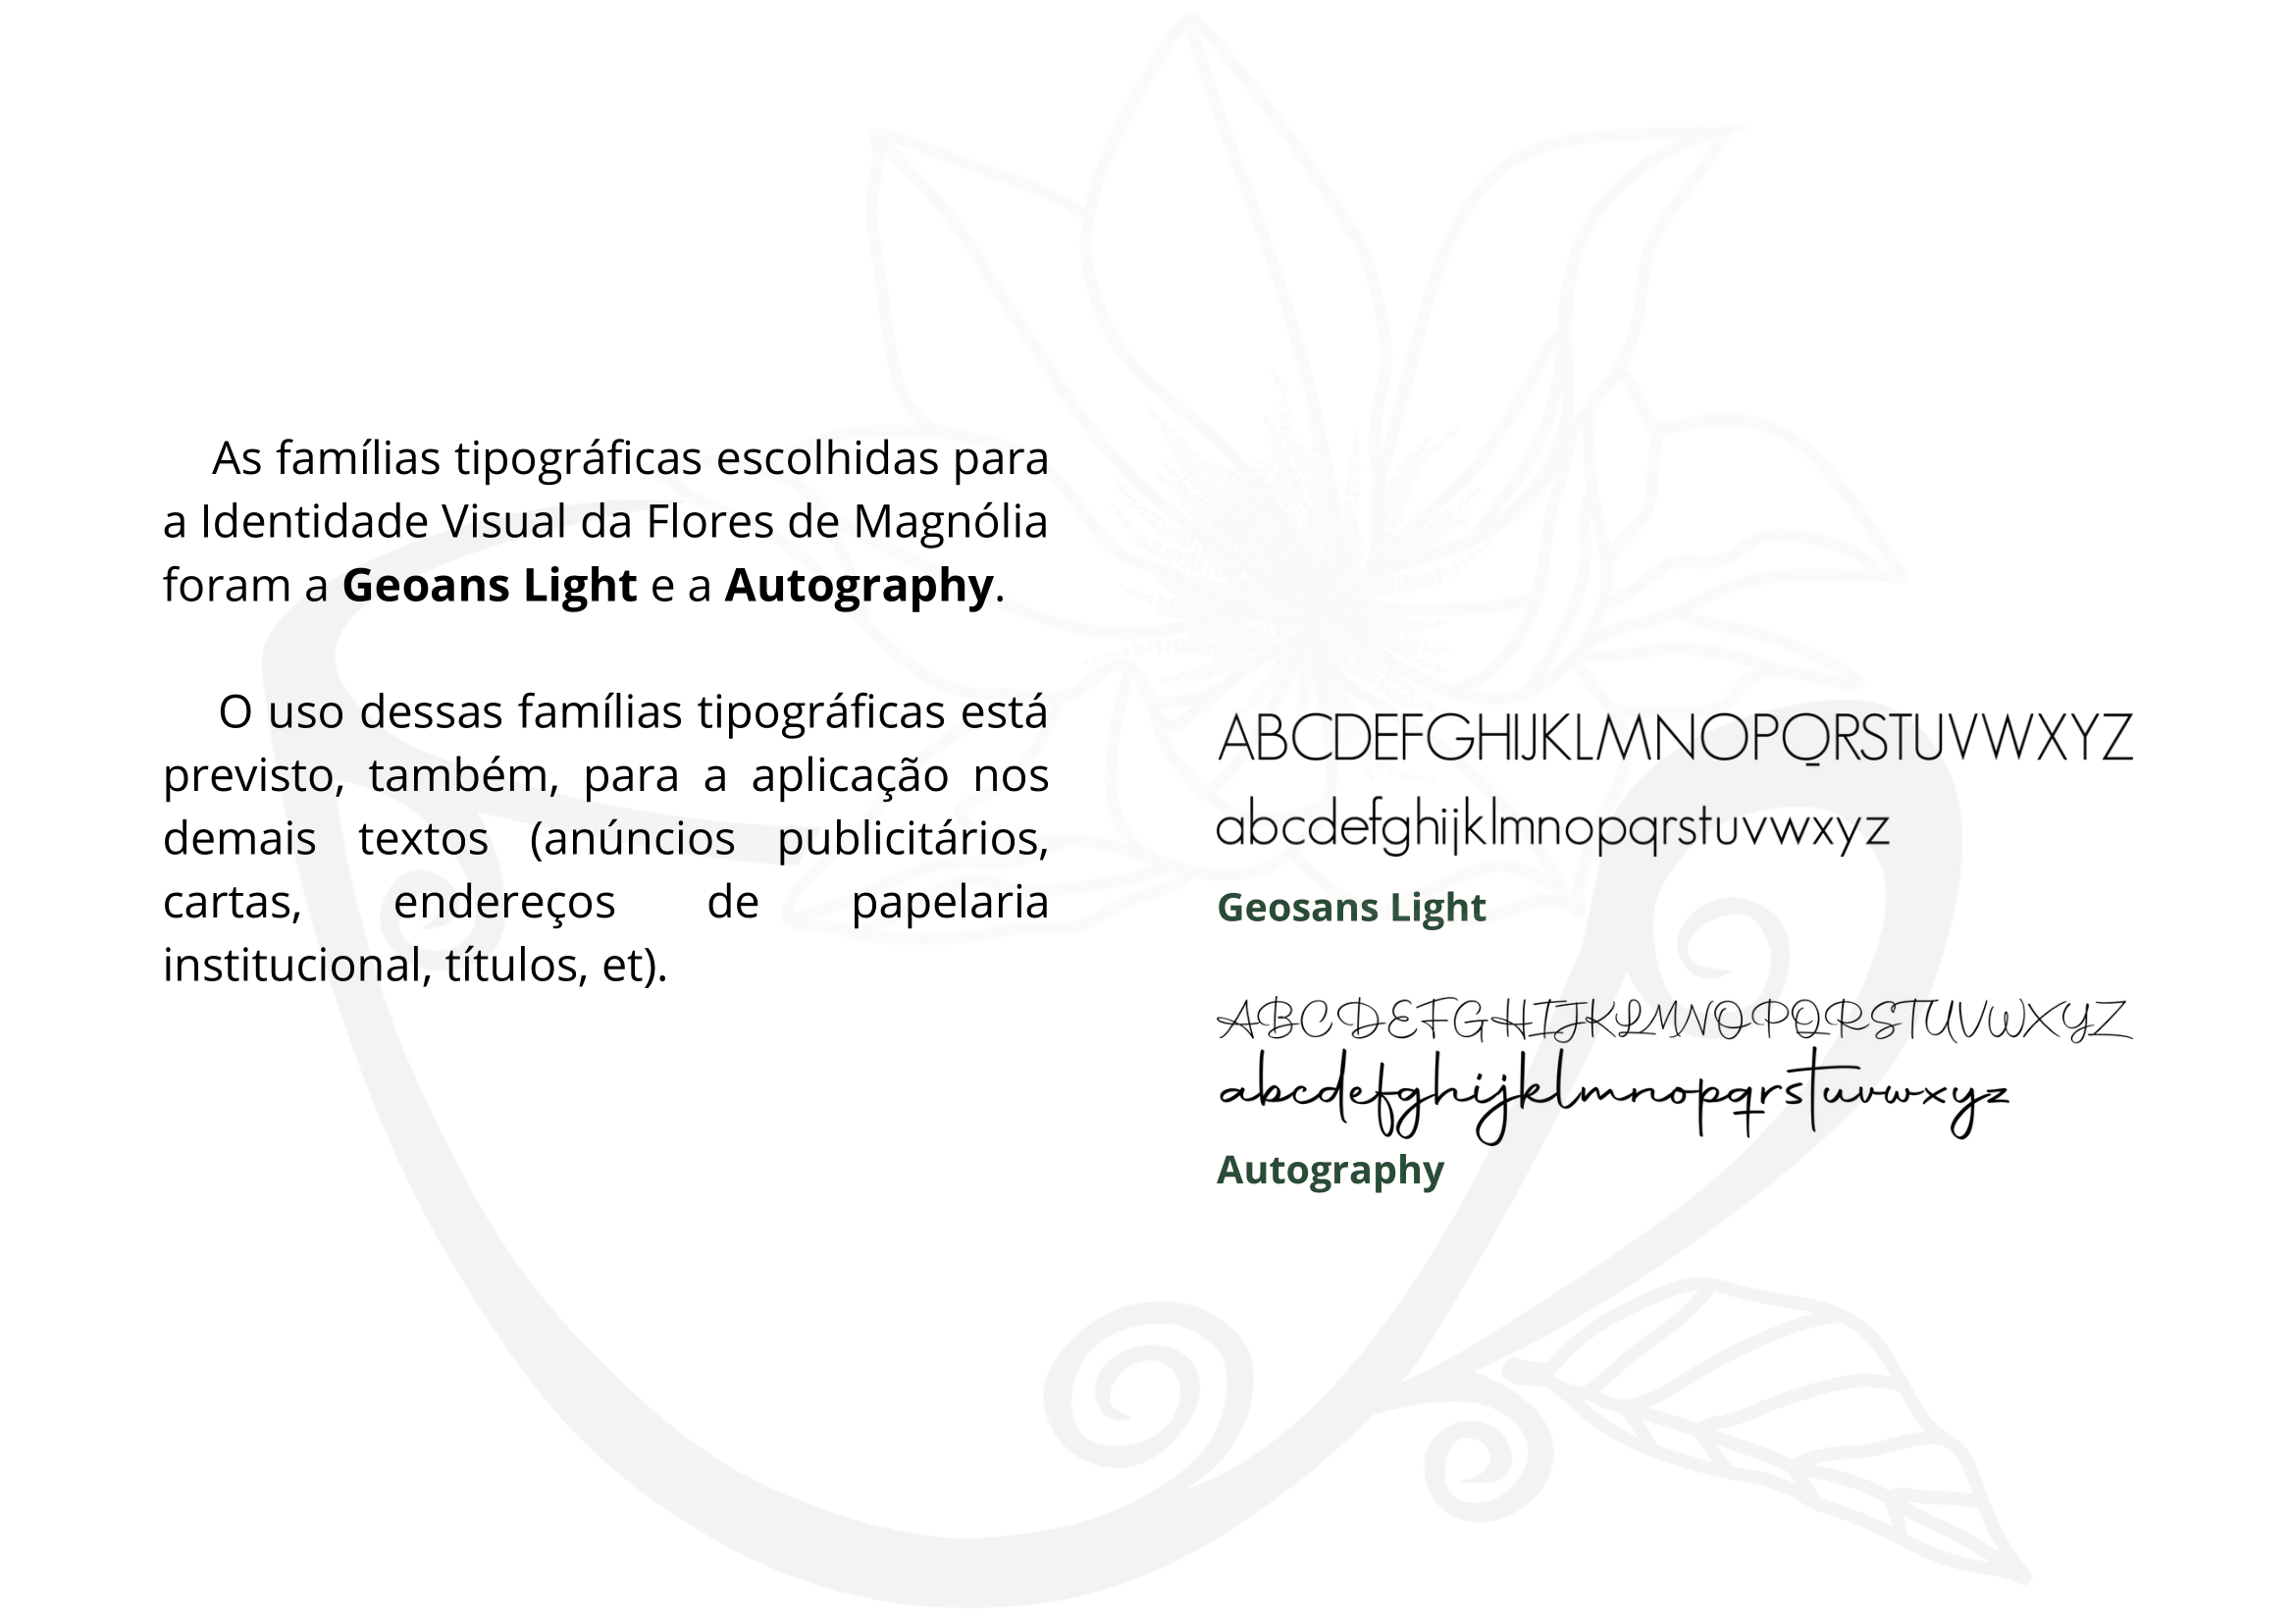 As famílias tipográficas escolhidas para
a Identidade Visual da Flores de Magnólia
foram a Geoans Light e a Autography.
O uso dessas famílias tipográficas está
previsto, também, para a aplicação nos
demais textos (anúncios publicitários,
cartas, endereços de papelaria
institucional, títulos, et).
ABCDEFGHIJKLMNOPQRSTUVWXYZ
abcdefghijklmnopqrstuvwxyz
Geosans Light
ABCDEFGHIJKLMNOPQRSTUVWXYZ
abcdefghijklmnopqrstuvwxyz
Autography